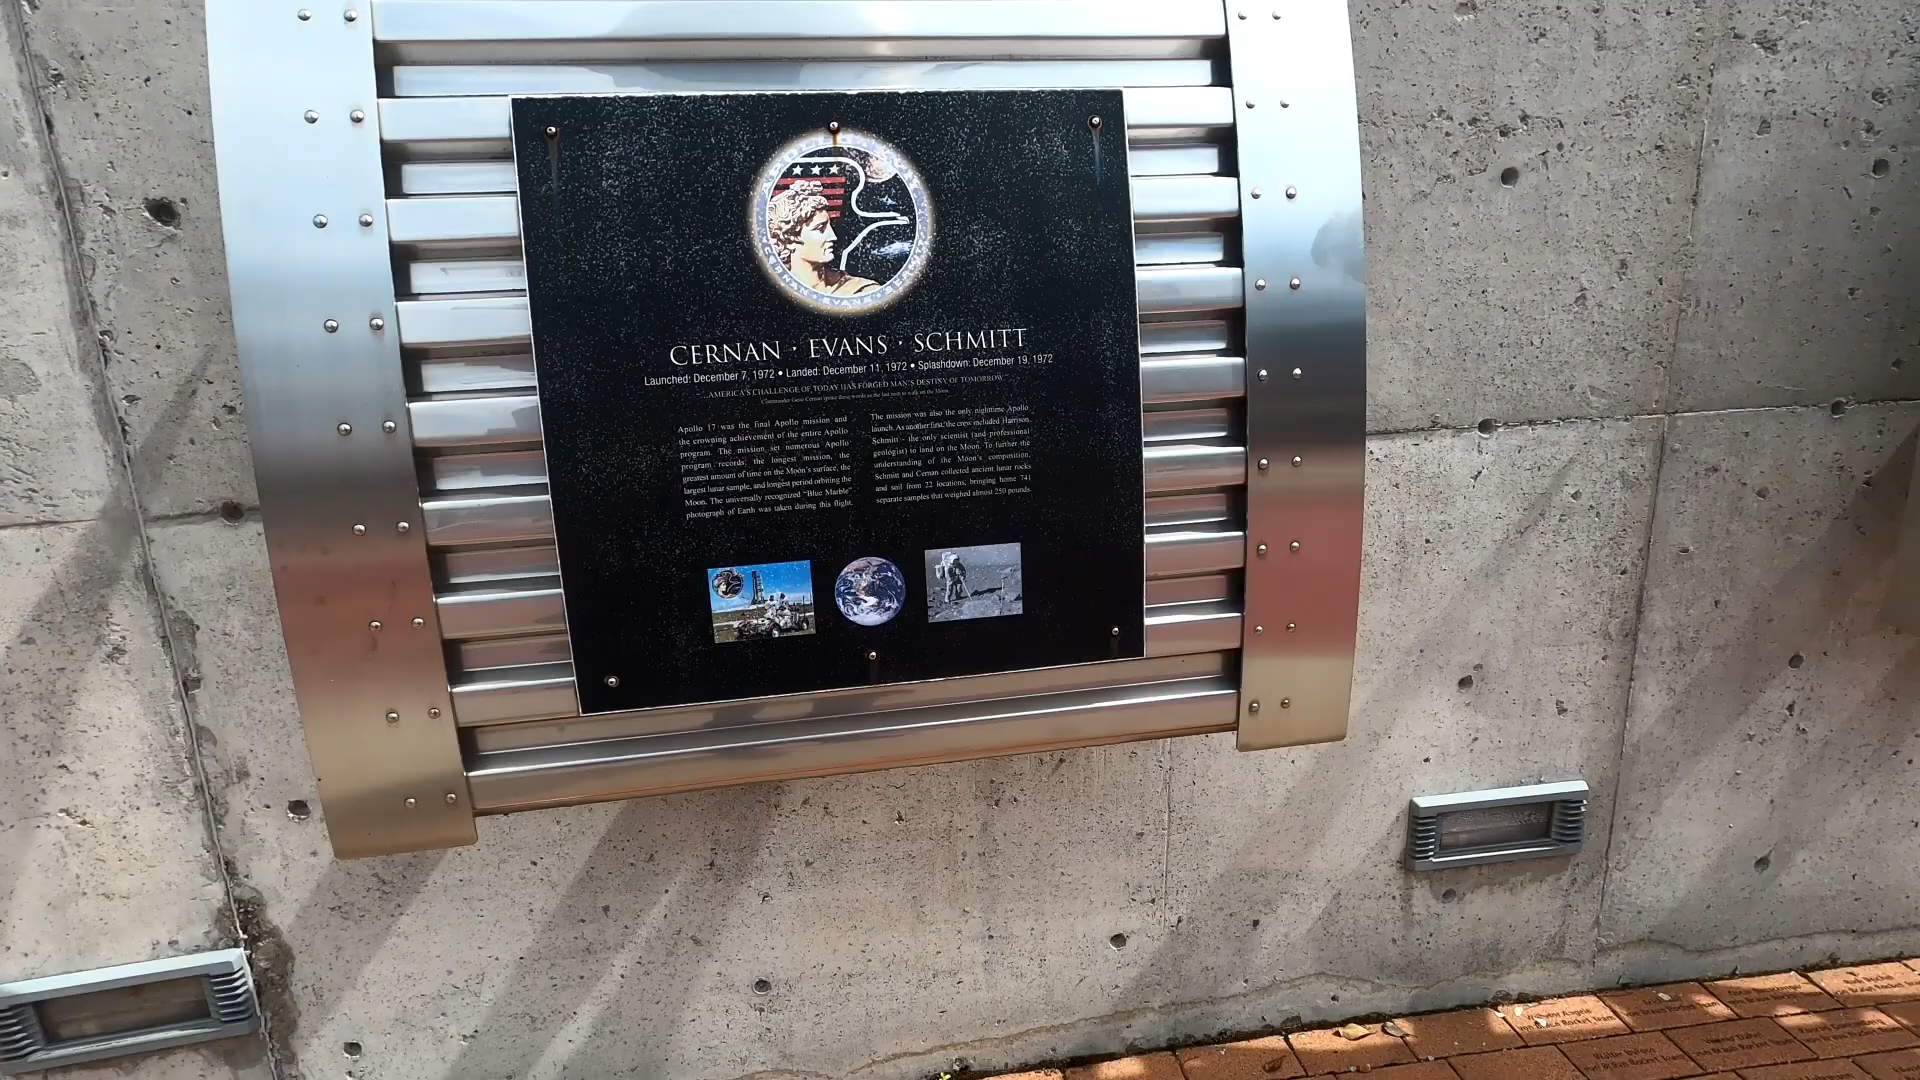 CERNAN · EVANS
CERNAN · EVANS · SCHMITT
Launched: December 7, 1972 • Landed: December 11, 1972 • Splashdown: December 19, 1972
"...AMERICA'S CHALLENGE OF TODAY HAS FORGED MAN'S DESTINY OF TOMORROW..."
Commander Gene Cernan spoke these words as the last man to walk on the Moon.
Apollo 17 was the final Apollo mission and
the crowning achievement of the entire Apollo
program. The mission set numerous Apollo
program records: the longest mission, the
greatest amount of time on the Moon's surface, the
largest lunar sample, and longest period orbiting the
Moon. The universally recognized "Blue Marble"
photograph of Earth was taken during this flight.
The mission was also the only nighttime Apollo
launch. As another first, the crew included Harrison
Schmitt - the only scientist (and professional
geologist) to land on the Moon. To further the
understanding of the Moon's composition,
Schmitt and Cernan collected ancient lunar rocks
and soil from 22 locations, bringing home 741
separate samples that weighed almost 250 pounds.